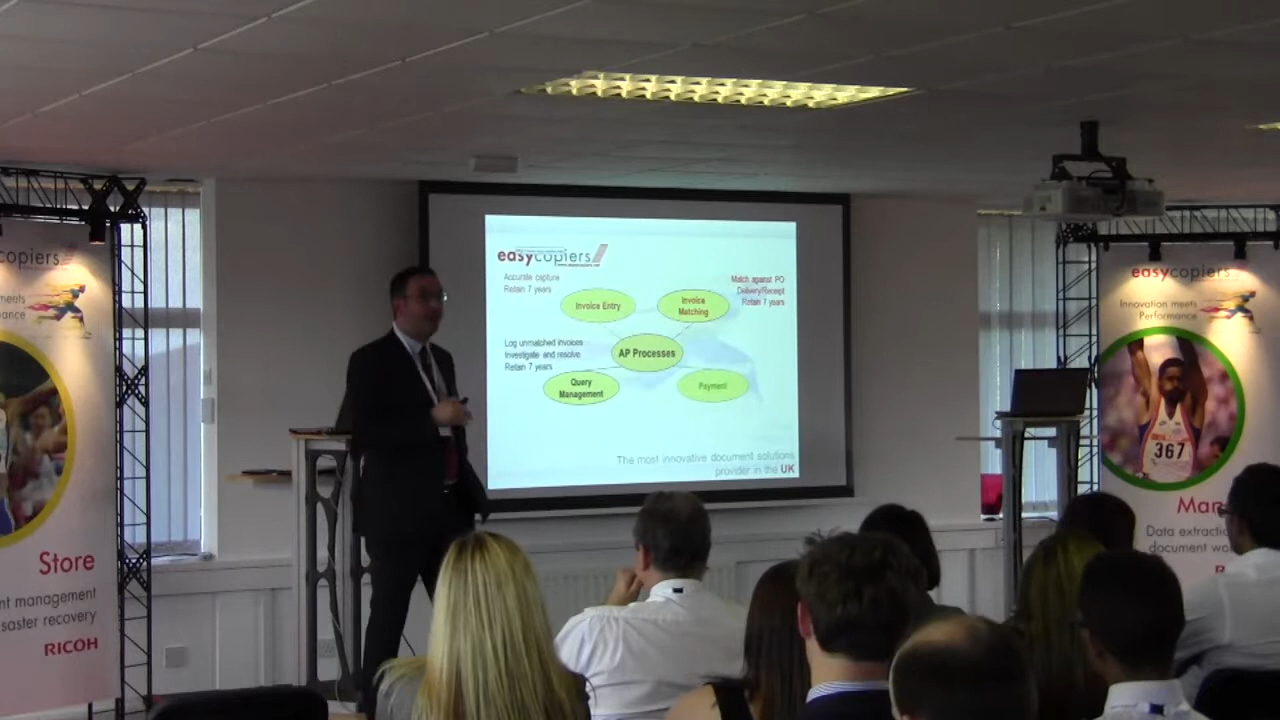 copiers
meets
ance
Store
nt management
saster recovery
RICOH
easycopiers
Accurate capture
Retain 7 years
Match against PO
Delivery/Receipt
Retain 7 years
Invoice Entry
Invoice
Matching
Log unmatched invoices
Investigate and resolve
Retain 7 years
AP Processes
Query
Management
Payment
The most innovative document solutions
provider in the UK
easycopiers
Innovation meets
Performance
367
Man
Data extractio
document wo
R